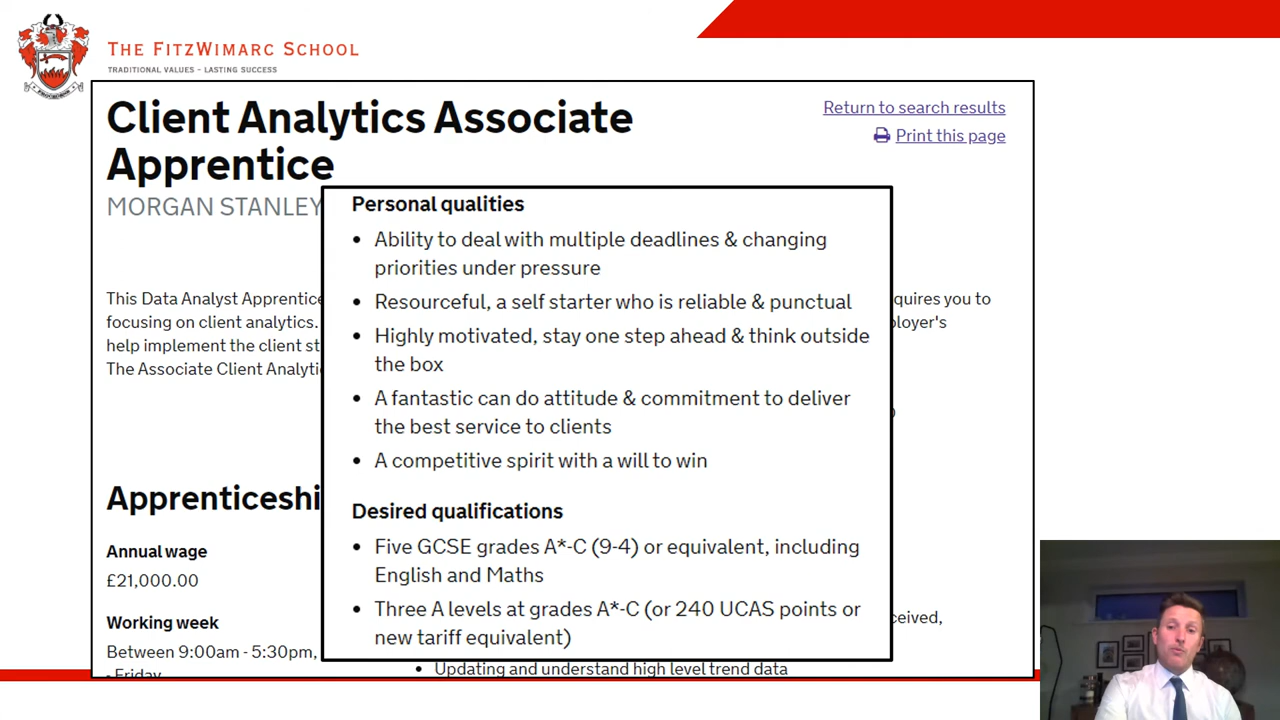 THE FITZWIMARC SCHOOL
TRADITIONAL VALUES - LASTING SUCCESS
Client Analytics Associate
Apprentice
MORGAN STANLEY
Return to search results
Print this page
This Data Analyst Apprentice
focusing on client analytics.
help implement the client st
The Associate Client Analyti
quires you to
ployer's
Personal qualities
• Ability to deal with multiple deadlines & changing
priorities under pressure
• Resourceful, a self starter who is reliable & punctual
• Highly motivated, stay one step ahead & think outside
the box
• A fantastic can do attitude & commitment to deliver
the best service to clients
• A competitive spirit with a will to win
Desired qualifications
• Five GCSE grades A*-C (9-4) or equivalent, including
English and Maths
• Three A levels at grades A*-C (or 240 UCAS points or
new tariff equivalent)
Apprenticeshi
Annual wage
£21,000.00
Working week
Between 9:00am - 5:30pm,
- Friday
ceived,
• Updating and understand high level trend data